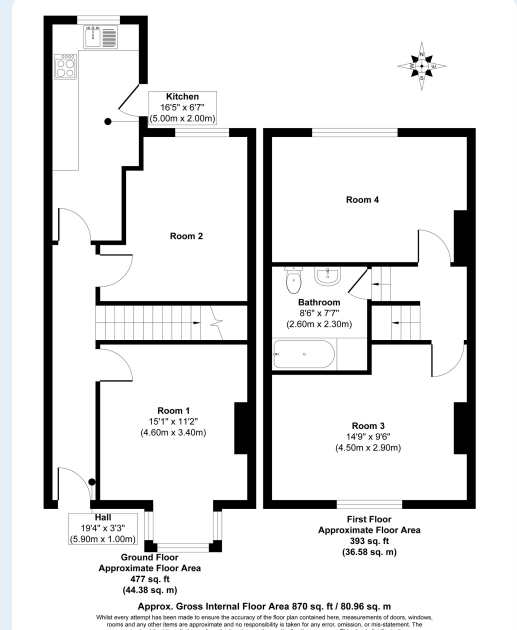 N
W
E
S
Kitchen
16'5" x 6'7"
(5.00m x 2.00m)
Room 2
Room 4
Bathroom
8'6" x 7'7"
(2.60m x 2.30m)
Room 1
15'1" x 11'2"
(4.60m x 3.40m)
Room 3
14'9" x 9'6"
(4.50m x 2.90m)
Hall
19'4" x 3'3"
(5.90m x 1.00m)
Ground Floor
Approximate Floor Area
477 sq. ft
(44.38 sq. m)
First Floor
Approximate Floor Area
393 sq. ft
(36.58 sq. m)
Approx. Gross Internal Floor Area 870 sq. ft / 80.96 sq. m
Whilst every attempt has been made to ensure the accuracy of the floor plan contained here, measurements of doors, windows,
rooms and any other items are approximate and no responsibility is taken for any error, omission, or mis-statement. The